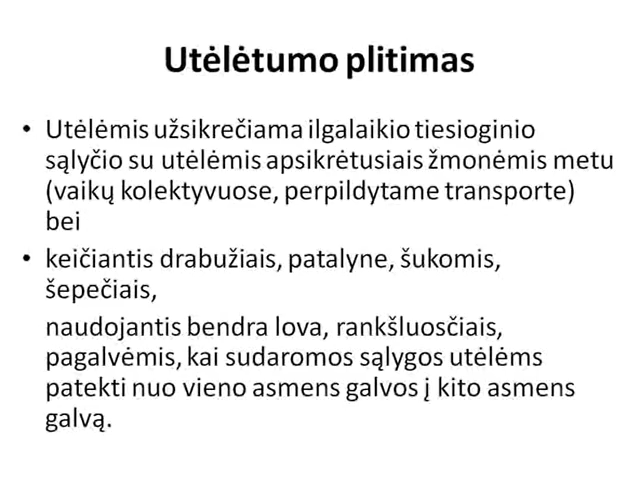 Utėlėtumo plitimas
• Utėlėmis užsikrečiama ilgalaikio tiesioginio
sąlyčio su utėlėmis apsikrėtusiais žmonėmis metu
(vaikų kolektyvuose, perpildytame transporte)
bei
• keičiantis drabužiais, patalyne, šukomis,
šepečiais,
naudojantis bendra lova, rankšluosčiais,
pagalvėmis, kai sudaromos sąlygos utėlėms
patekti nuo vieno asmens galvos į kito asmens
galvą.